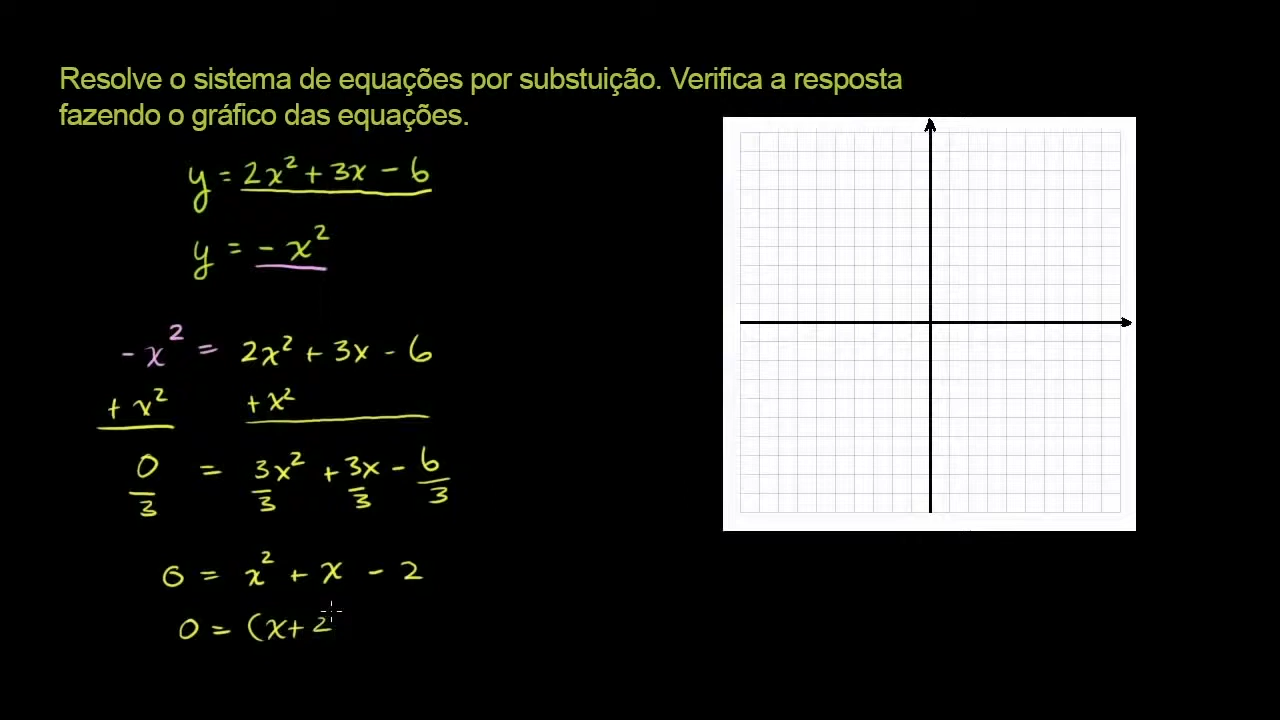 Resolve o sistema de equações por substuição. Verifica a resposta
fazendo o gráfico das equações.
y = 2x² + 3x - 6
y = - x²
- x² = 2x² + 3x - 6
+ x² + x²
0/3 = 3x²/3 + 3x/3 - 6/3
0 = x² + x - 2
0 = (x + 2